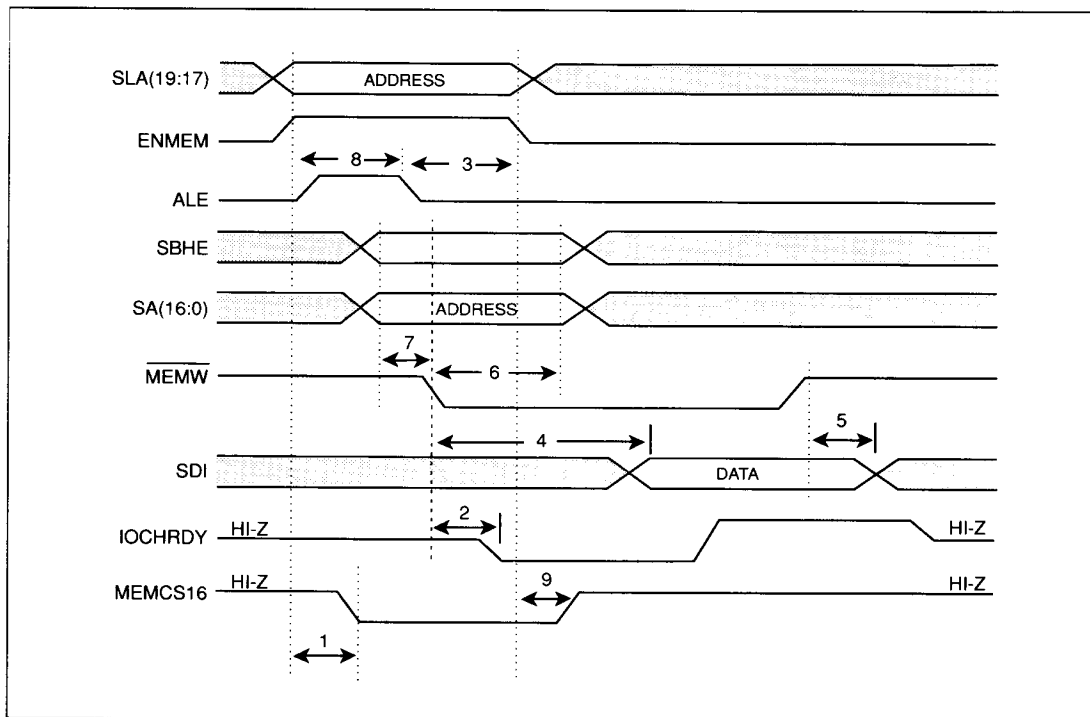 SLA(19:17)
ADDRESS
ENMEM
8
3
ALE
SBHE
SA(16:0)
ADDRESS
7
MEMW
6
5
4
SDI
DATA
2
IOCHRDY
HI-Z
HI-Z
9
MEMCS16
HI-Z
HI-Z
1